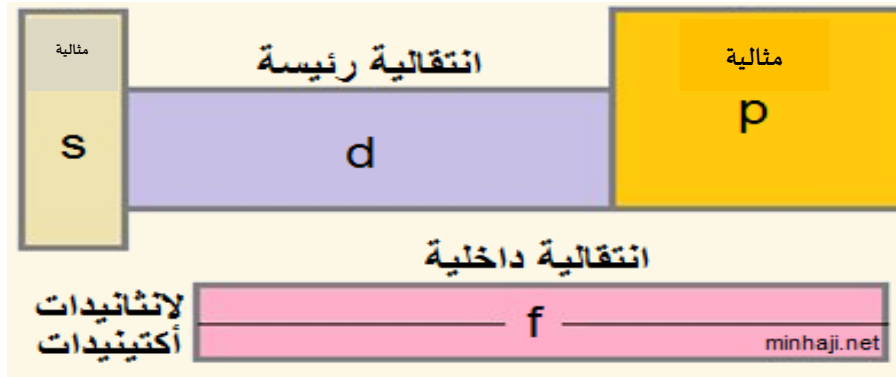 مثالية
s
انتقالية رئيسة
d
مثالية
p
انتقالية داخلية
لانثانيدات
أكتينيدات
f
minhaji.net